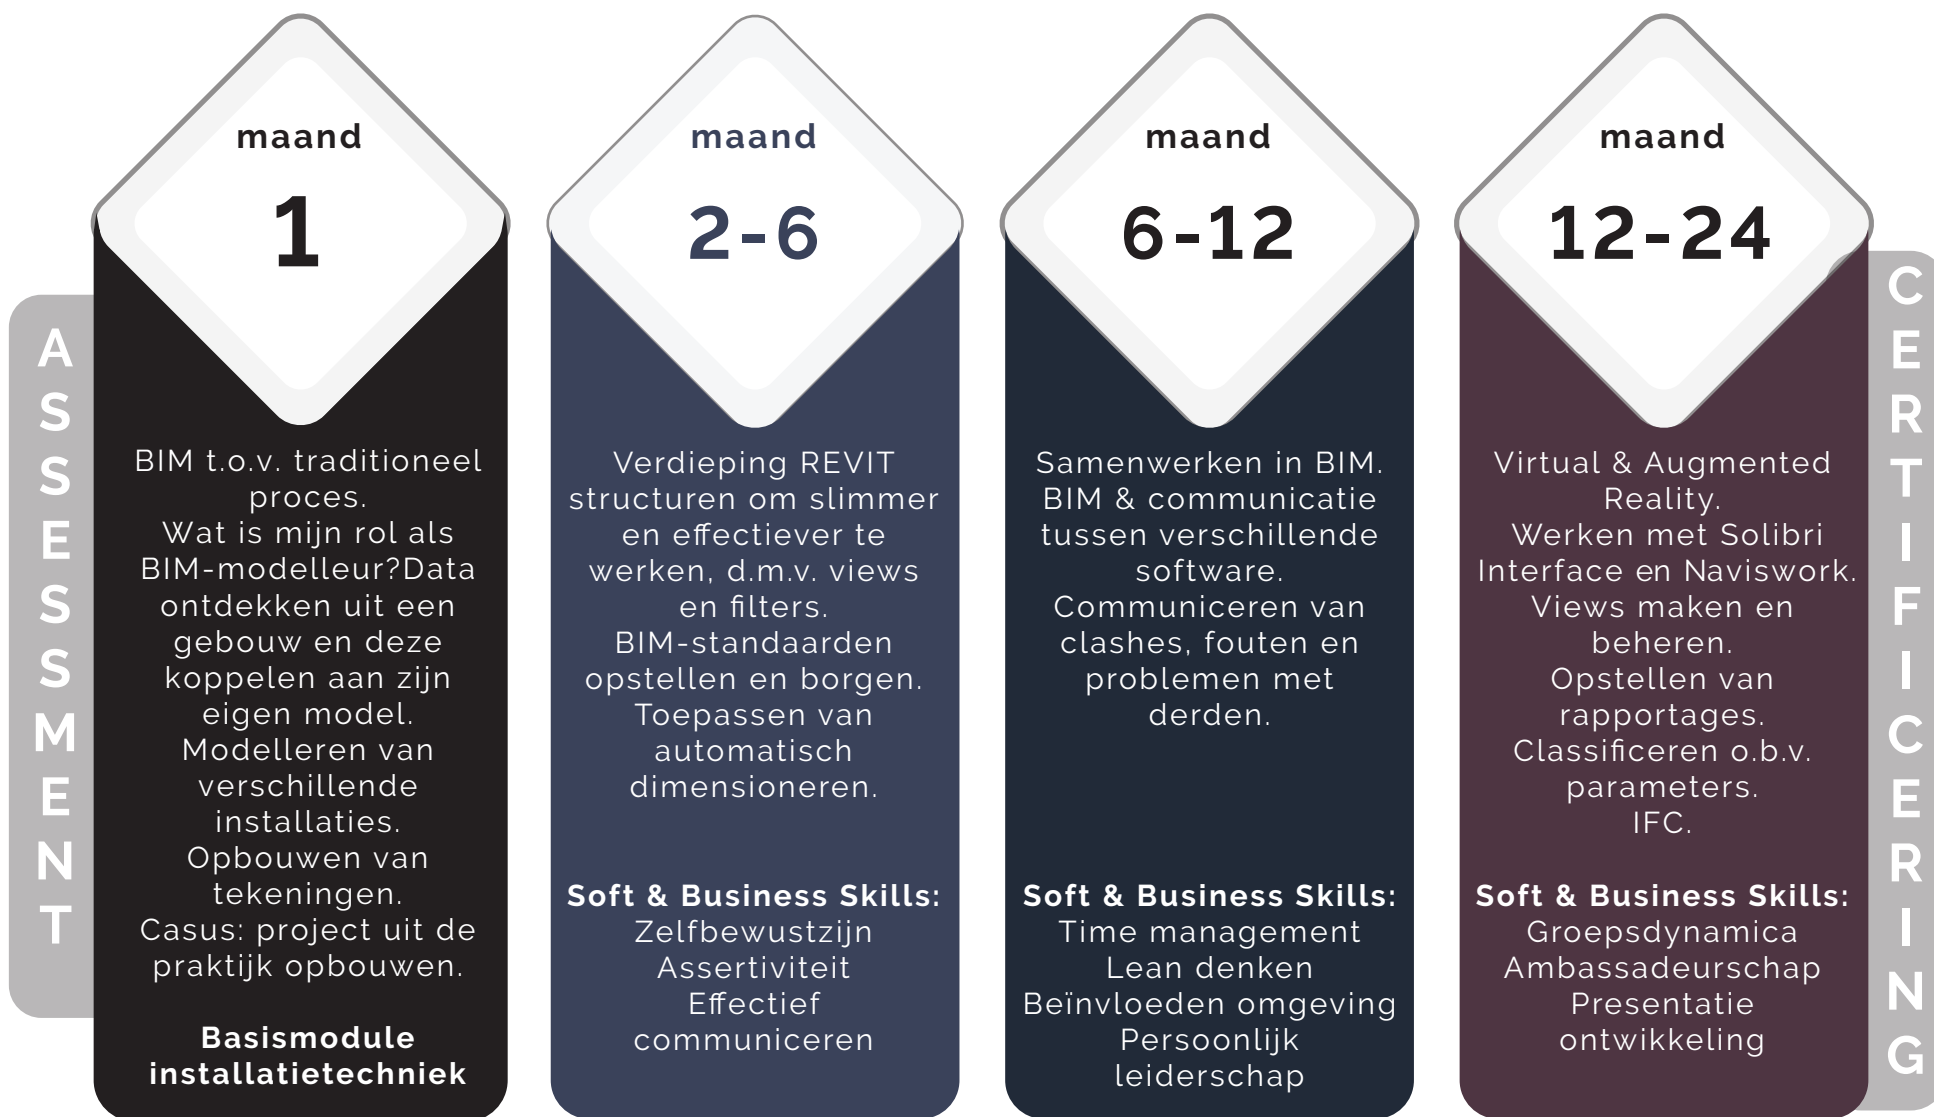 ASSESSMENT
maand
1
BIM t.o.v. traditioneel
proces.
Wat is mijn rol als
BIM-modelleur?Data
ontdekken uit een
gebouw en deze
koppelen aan zijn
eigen model.
Modelleren van
verschillende
installaties.
Opbouwen van
tekeningen.
Casus: project uit de
praktijk opbouwen.
Basismodule
installatietechniek
maand
2-6
Verdieping REVIT
structuren om slimmer
en effectiever te
werken, d.m.v. views
en filters.
BIM-standaarden
opstellen en borgen.
Toepassen van
automatisch
dimensioneren.
Soft & Business Skills:
Zelfbewustzijn
Assertiviteit
Effectief
communiceren
maand
6-12
Samenwerken in BIM.
BIM & communicatie
tussen verschillende
software.
Communiceren van
clashes, fouten en
problemen met
derden.
Soft & Business Skills:
Time management
Lean denken
Beïnvloeden omgeving
Persoonlijk
leiderschap
maand
12-24
Virtual & Augmented
Reality.
Werken met Solibri
Interface en Naviswork.
Views maken en
beheren.
Opstellen van
rapportages.
Classificeren o.b.v.
parameters.
IFC.
Soft & Business Skills:
Groepsdynamica
Ambassadeurschap
Presentatie
ontwikkeling
CERTIFICERING